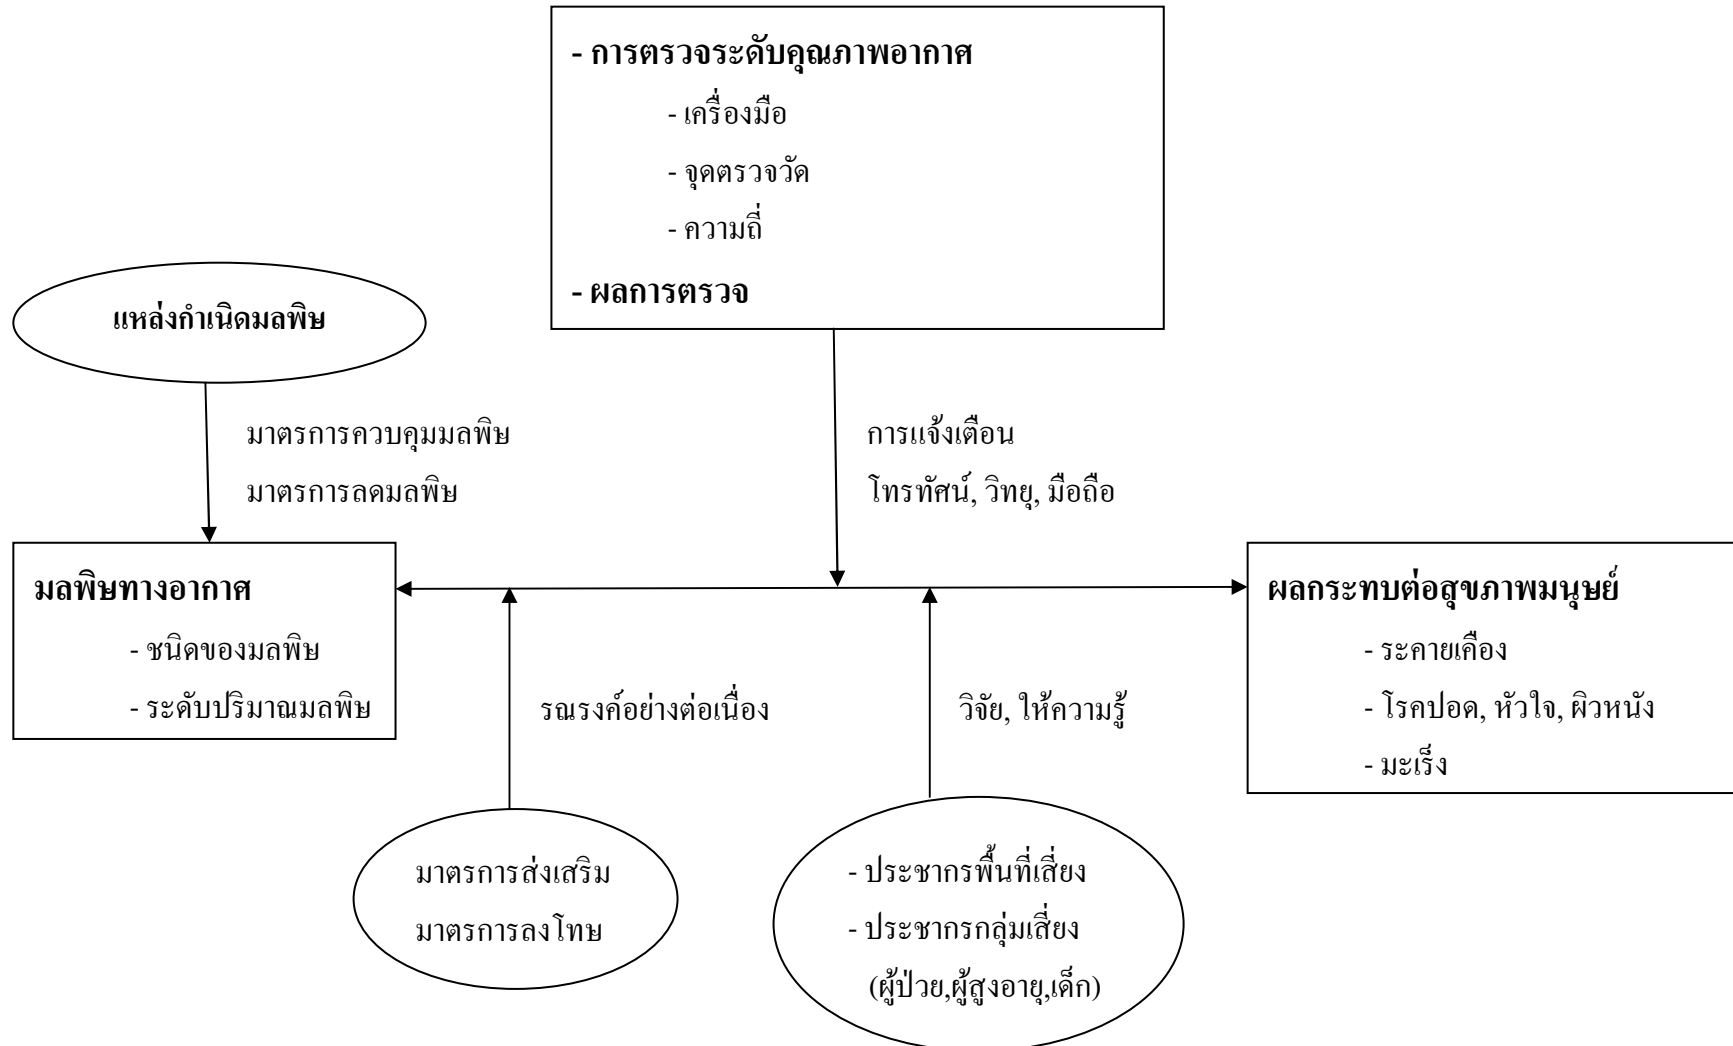 - การตรวจระดับคุณภาพอากาศ
- เครื่องมือ
- จุดตรวจวัด
- ความถี่
- ผลการตรวจ
แหล่งกำเนิดมลพิษ
มาตรการควบคุมมลพิษ
มาตรการลดมลพิษ
การแจ้งเตือน
โทรทัศน์, วิทยุ, มือถือ
มลพิษทางอากาศ
- ชนิดของมลพิษ
- ระดับปริมาณมลพิษ
ผลกระทบต่อสุขภาพมนุษย์
- ระคายเคือง
- โรคปอด, หัวใจ, ผิวหนัง
- มะเร็ง
รณรงค์อย่างต่อเนื่อง
วิจัย, ให้ความรู้
มาตรการส่งเสริม
มาตรการลงโทษ
- ประชากรพื้นที่เสี่ยง
- ประชากรกลุ่มเสี่ยง
(ผู้ป่วย,ผู้สูงอายุ,เด็ก)